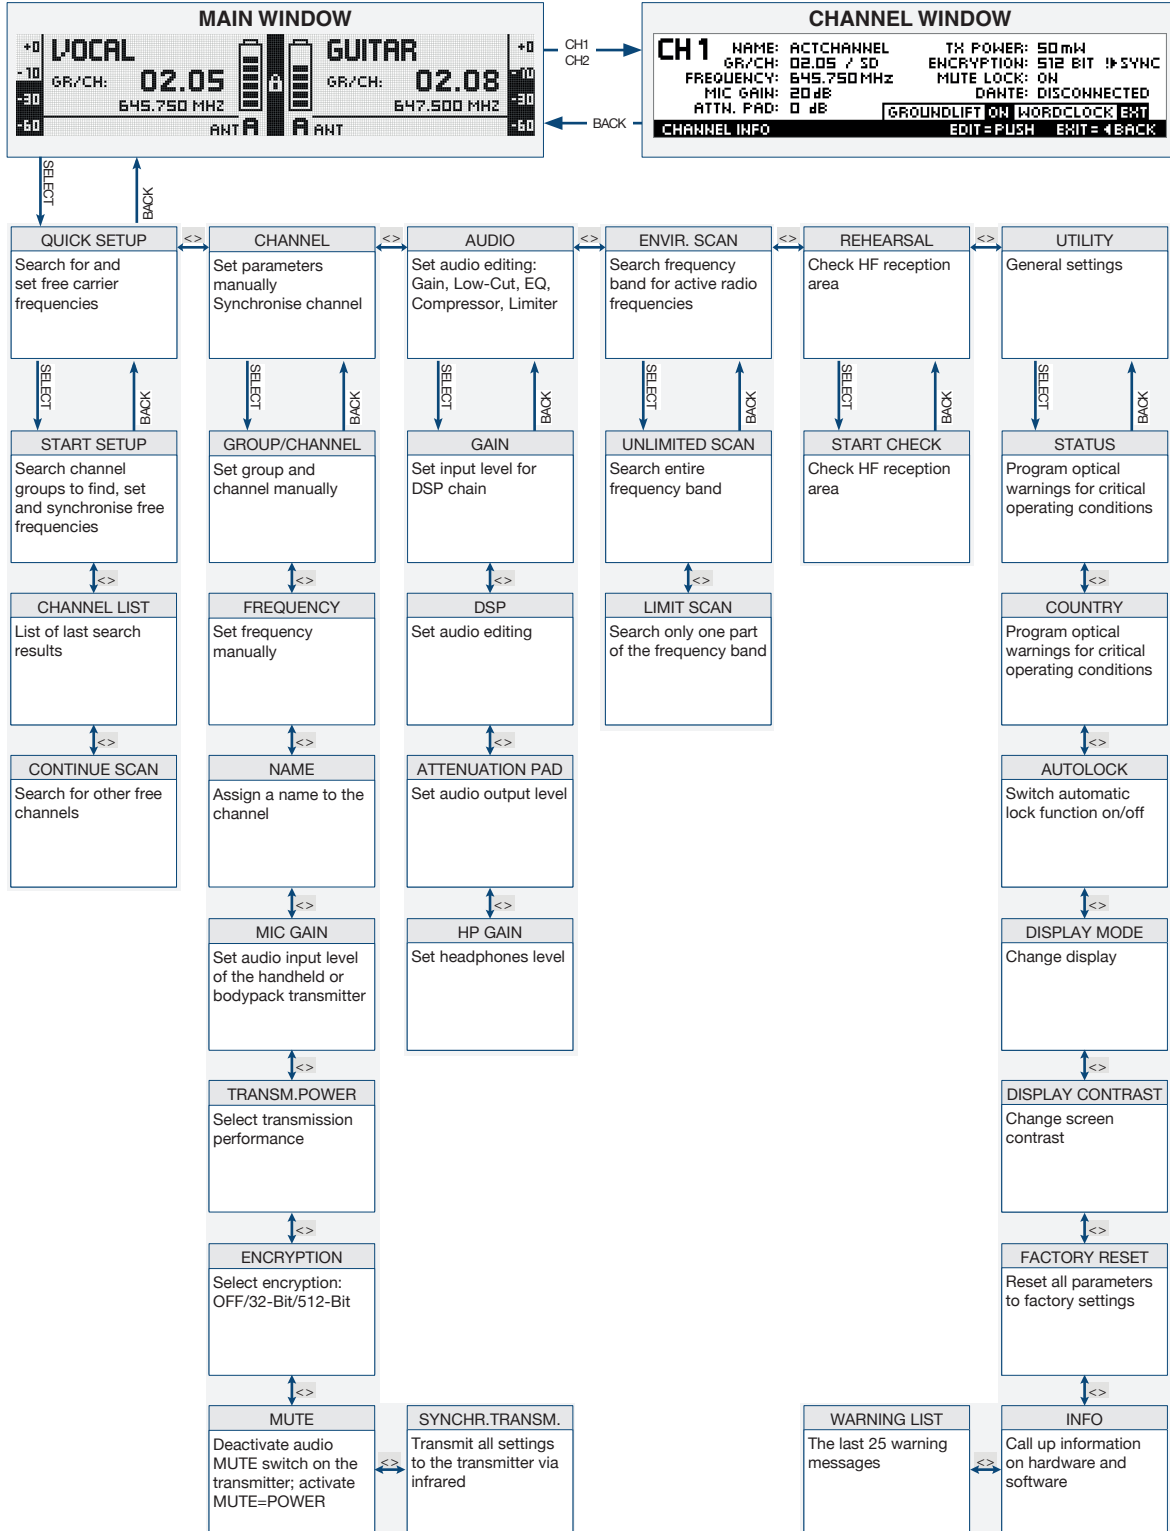 MAIN WINDOW
+0
-10
-30
-60
VOCAL
GR/CH: 02.05
645.750 MHZ
ANT A
GUITAR
GR/CH: 02.08
647.500 MHZ
A ANT
+0
-10
-30
-60
CH1
CH2
BACK
CHANNEL WINDOW
CH 1
NAME: ACTCHANNEL
GR/CH: 02.05 / SD
FREQUENCY: 645.750 MHz
MIC GAIN: 20 dB
ATTN. PAD: 0 dB
TX POWER: 50 mW
ENCRYPTION: 512 BIT SYNC
MUTE LOCK: ON
DANTE: DISCONNECTED
GROUNDLIFT ON WORDCLOCK EXT
CHANNEL INFO EDIT=PUSH EXIT=◀BACK
SELECT
BACK
QUICK SETUP
Search for and
set free carrier
frequencies
<>
CHANNEL
Set parameters
manually
Synchronise channel
<>
AUDIO
Set audio editing:
Gain, Low-Cut, EQ,
Compressor, Limiter
<>
ENVIR. SCAN
Search frequency
band for active radio
frequencies
<>
REHEARSAL
Check HF reception
area
<>
UTILITY
General settings
SELECT
BACK
SELECT
BACK
SELECT
BACK
SELECT
BACK
SELECT
BACK
SELECT
BACK
START SETUP
Search channel
groups to find, set
and synchronise free
frequencies
GROUP/CHANNEL
Set group and
channel manually
GAIN
Set input level for
DSP chain
UNLIMITED SCAN
Search entire
frequency band
START CHECK
Check HF reception
area
STATUS
Program optical
warnings for critical
operating conditions
<>
<>
<>
<>
<>
CHANNEL LIST
List of last search
results
FREQUENCY
Set frequency
manually
DSP
Set audio editing
LIMIT SCAN
Search only one part
of the frequency band
COUNTRY
Program optical
warnings for critical
operating conditions
<>
<>
<>
<>
CONTINUE SCAN
Search for other free
channels
NAME
Assign a name to the
channel
ATTENUATION PAD
Set audio output level
AUTOLOCK
Switch automatic
lock function on/off
<>
<>
<>
MIC GAIN
Set audio input level
of the handheld or
bodypack transmitter
HP GAIN
Set headphones level
DISPLAY MODE
Change display
<>
<>
TRANSM.POWER
Select transmission
performance
DISPLAY CONTRAST
Change screen
contrast
<>
<>
ENCRYPTION
Select encryption:
OFF/32-Bit/512-Bit
FACTORY RESET
Reset all parameters
to factory settings
<>
<>
MUTE
Deactivate audio
MUTE switch on the
transmitter; activate
MUTE=POWER
<>
SYNCHR.TRANSM.
Transmit all settings
to the transmitter via
infrared
WARNING LIST
The last 25 warning
messages
<>
INFO
Call up information
on hardware and
software